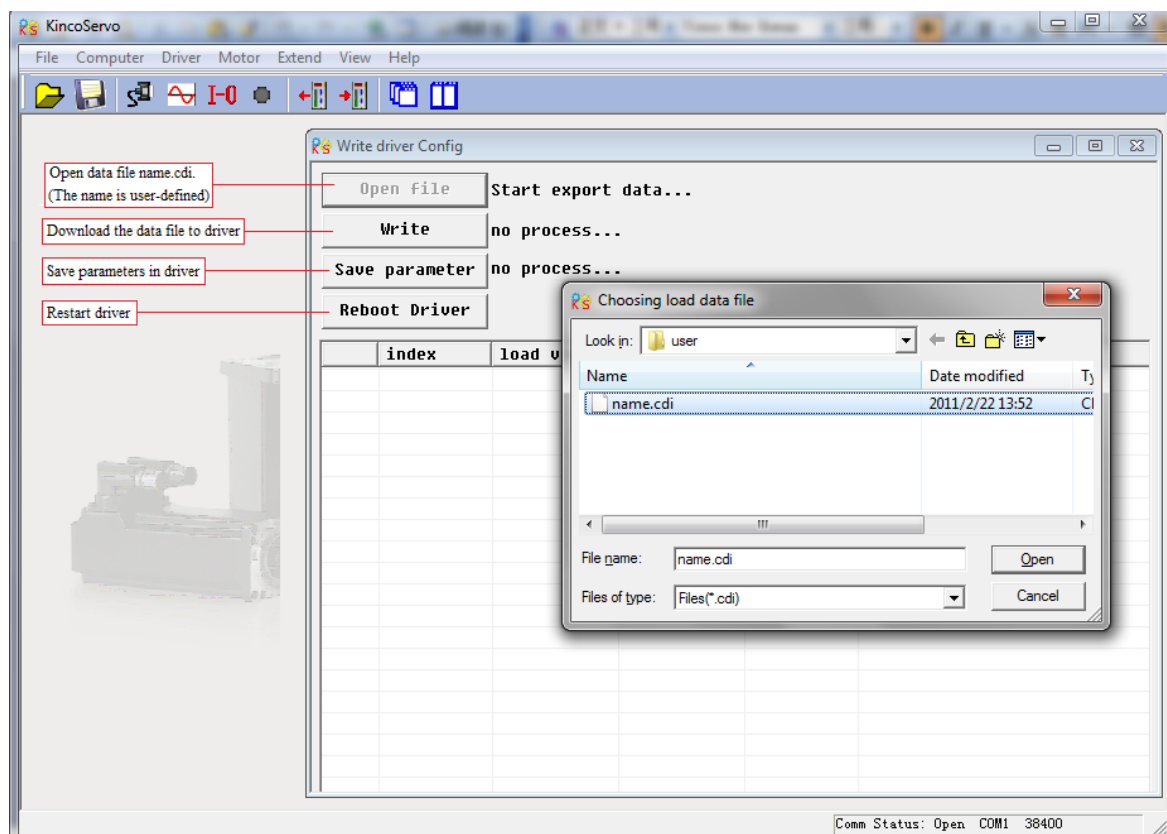 KincoServo
File Computer Driver Motor Extend View Help
I-0
Write driver Config
Open data file name.cdi.
(The name is user-defined)
Open file
Start export data...
Download the data file to driver
Write
no process...
Save parameters in driver
Save parameter
no process...
Restart driver
Reboot Driver
index
load v
Choosing load data file
Look in:
user
Name
Date modified
Ty
name.cdi
2011/2/22 13:52
CI
File name:
name.cdi
Open
Files of type:
Files(*.cdi)
Cancel
Comm Status: Open COM1 38400